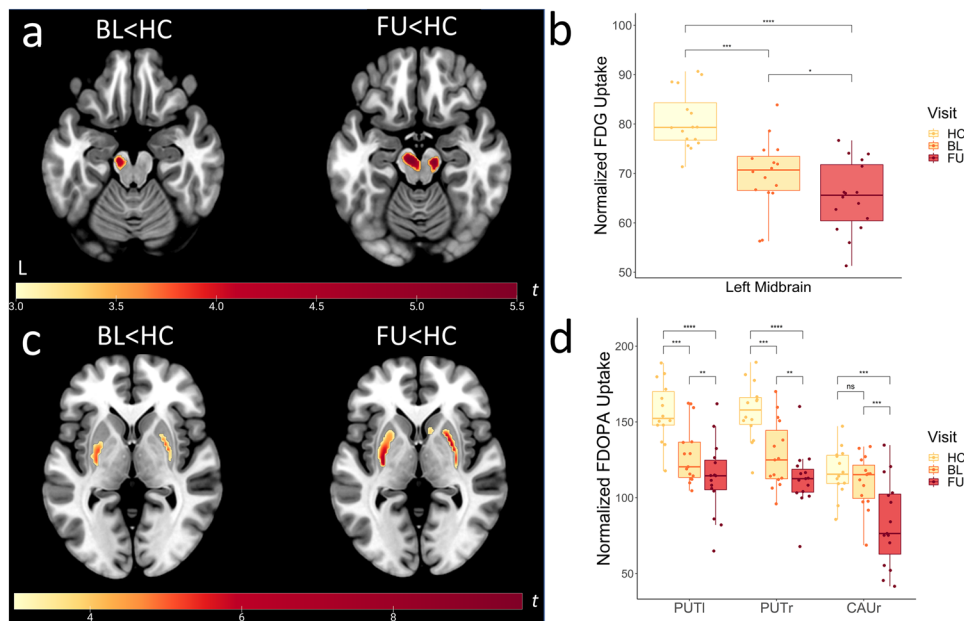 a
BL<HC
FU<HC
L
3.0 3.5 4.0 4.5 5.0 5.5 t
b
Normalized FDG Uptake
100
90
80
70
60
50
****
***
*
Left Midbrain
Visit
HC
BL
FU
c
BL<HC
FU<HC
4 6 8 t
d
Normalized FDOPA Uptake
200
150
100
50
**** **** ***
*** *** ns
** ** ***
PUTl PUTr CAUr
Visit
HC
BL
FU